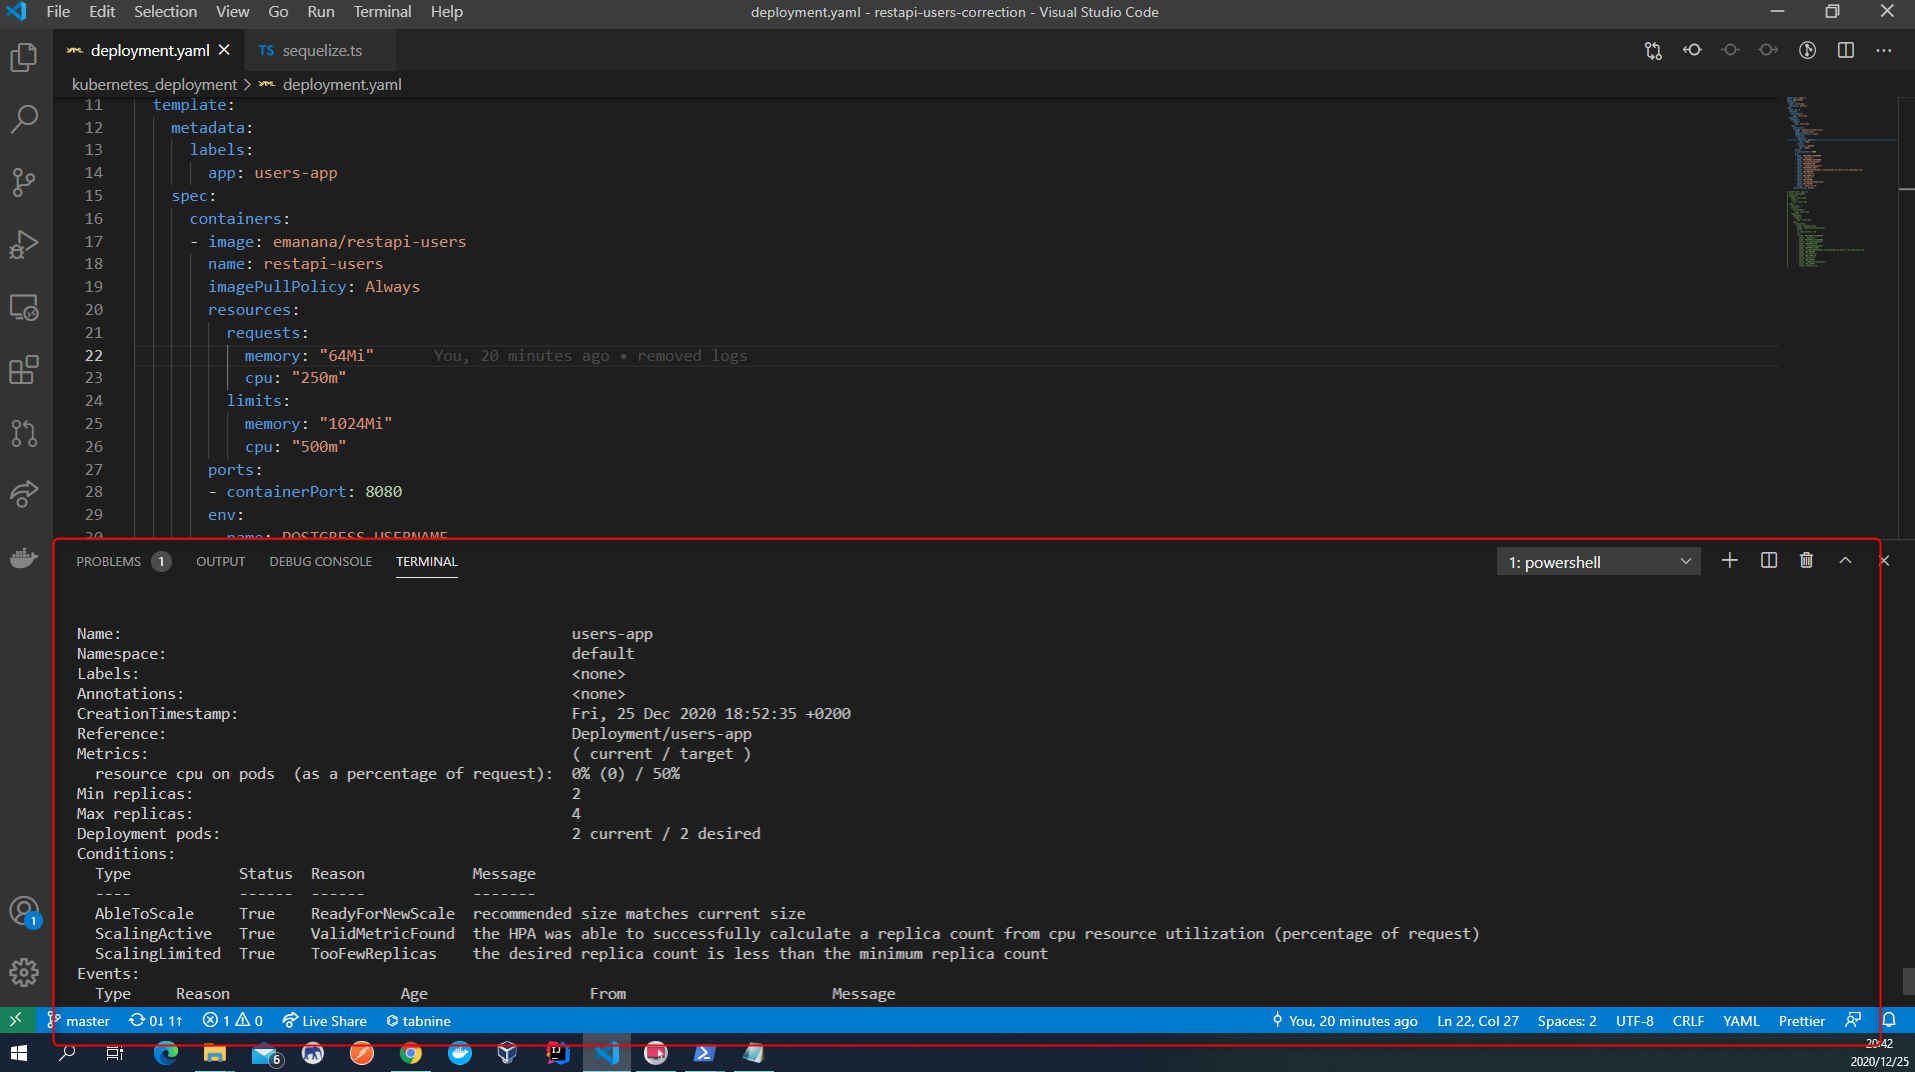 File Edit Selection View Go Run Terminal Help deployment.yaml - restapi-users-correction - Visual Studio Code
deployment.yaml TS sequelize.ts
kubernetes_deployment > deployment.yaml
11 template:
12 metadata:
13 labels:
14 app: users-app
15 spec:
16 containers:
17 - image: emanana/restapi-users
18 name: restapi-users
19 imagePullPolicy: Always
20 resources:
21 requests:
22 memory: "64Mi" You, 20 minutes ago • removed logs
23 cpu: "250m"
24 limits:
25 memory: "1024Mi"
26 cpu: "500m"
27 ports:
28 - containerPort: 8080
29 env:
30 - name: POSTGRESS_USERNAME
PROBLEMS 1 OUTPUT DEBUG CONSOLE TERMINAL 1: powershell
Name: users-app
Namespace: default
Labels: <none>
Annotations: <none>
CreationTimestamp: Fri, 25 Dec 2020 18:52:35 +0200
Reference: Deployment/users-app
Metrics: ( current / target )
resource cpu on pods (as a percentage of request): 0% (0) / 50%
Min replicas: 2
Max replicas: 4
Deployment pods: 2 current / 2 desired
Conditions:
Type Status Reason Message
---- ------ ------ -------
AbleToScale True ReadyForNewScale recommended size matches current size
ScalingActive True ValidMetricFound the HPA was able to successfully calculate a replica count from cpu resource utilization (percentage of request)
ScalingLimited True TooFewReplicas the desired replica count is less than the minimum replica count
Events:
Type Reason Age From Message
1
master 0↓ 1↑ 1 0 Live Share tabnine You, 20 minutes ago Ln 22, Col 27 Spaces: 2 UTF-8 CRLF YAML Prettier
6
20:42
2020/12/25